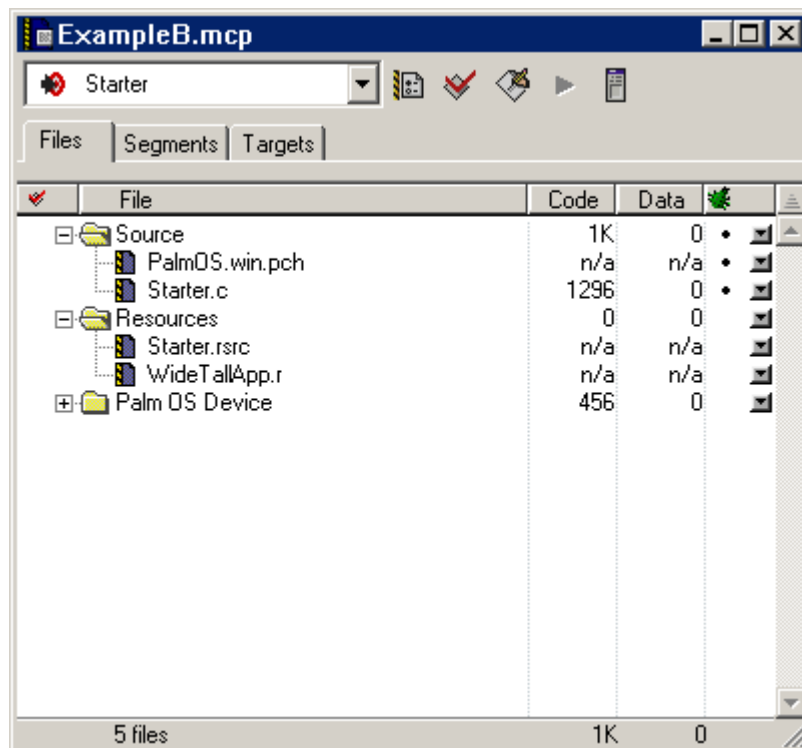 ExampleB.mcp
Starter
Files Segments Targets
File Code Data
Source 1K 0
PalmOS.win.pch n/a n/a
Starter.c 1296 0
Resources 0 0
Starter.rsrc n/a n/a
WideTallApp.r n/a n/a
Palm OS Device 456 0
5 files 1K 0